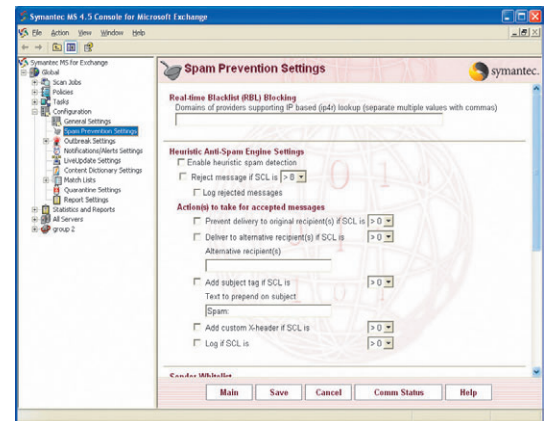 Symantec MS 4.5 Console for Microsoft Exchange
File Action View Window Help
Symantec MS for Exchange
Global
Scan Jobs
Policies
Tasks
Configuration
General Settings
Spam Prevention Settings
Outbreak Settings
Notifications/Alerts Settings
LiveUpdate Settings
Content Dictionary Settings
Match Lists
Quarantine Settings
Report Settings
Statistics and Reports
All Servers
group 2
Spam Prevention Settings
symantec.
Real-time Blacklist (RBL) Blocking
Domains of providers supporting IP based (ip4r) lookup (separate multiple values with commas)
Heuristic Anti-Spam Engine Settings
Enable heuristic spam detection
Reject message if SCL is > 8
Log rejected messages
Action(s) to take for accepted messages
Prevent delivery to original recipient(s) if SCL is > 0
Deliver to alternative recipient(s) if SCL is > 0
Alternative recipient(s)
Add subject tag if SCL is > 0
Text to prepend on subject
Spam:
Add custom X-header if SCL is > 0
Log if SCL is > 0
Sender Whitelist
Main Save Cancel Comm Status Help